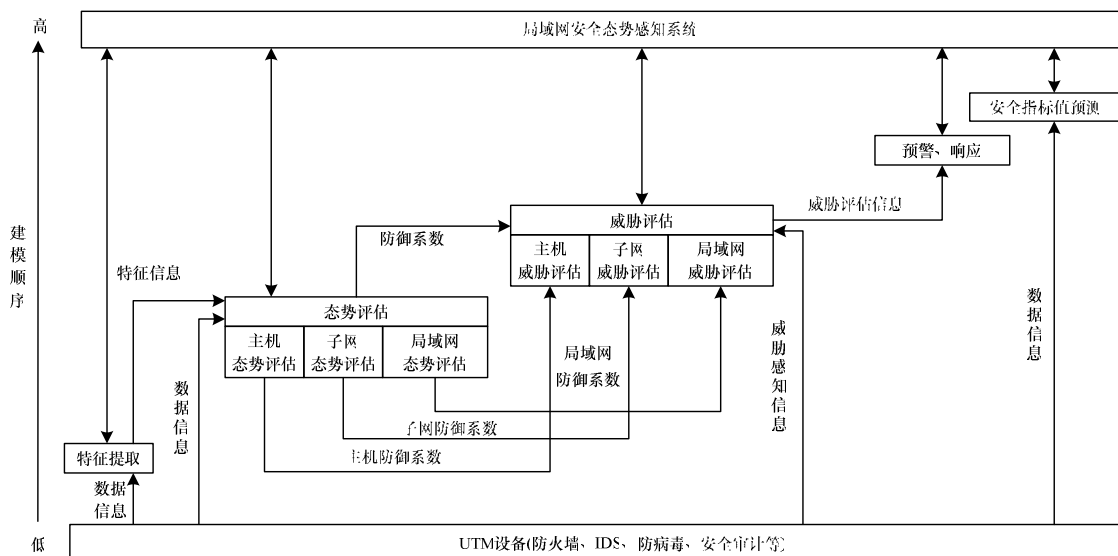 高
局域网安全态势感知系统
安全指标值预测
预警、响应
威胁评估信息
威胁评估
建模顺序
防御系数
主机
威胁评估
子网
威胁评估
局域网
威胁评估
特征信息
态势评估
主机
态势评估
子网
态势评估
局域网
态势评估
局域网
防御系数
威胁感知信息
数据信息
数据信息
子网防御系数
特征提取
主机防御系数
数据
信息
低
UTM设备(防火墙、IDS、防病毒、安全审计等)